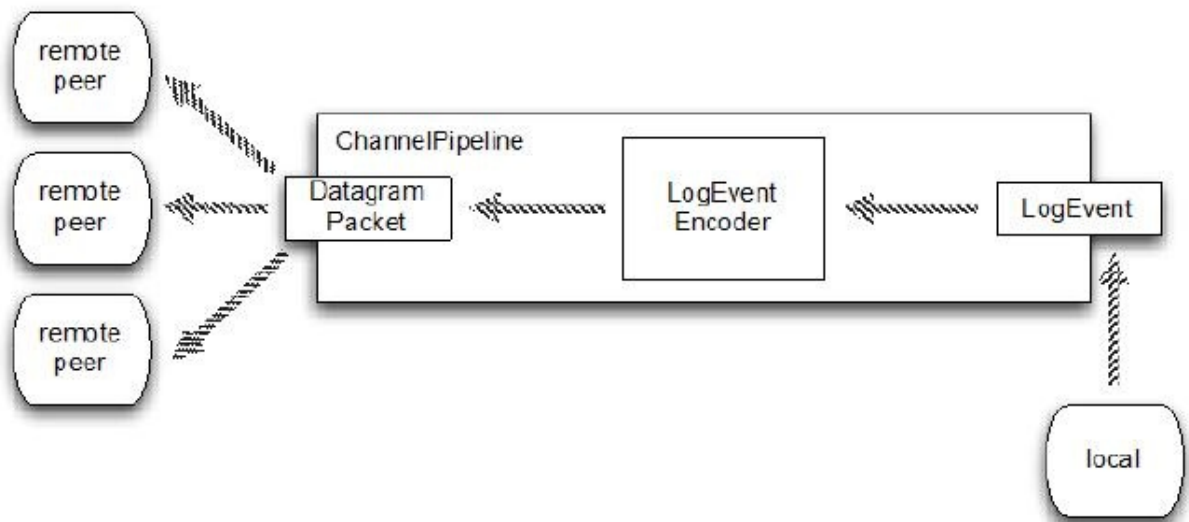 remote
peer
remote
peer
remote
peer
ChannelPipeline
Datagram
Packet
LogEvent
Encoder
LogEvent
local